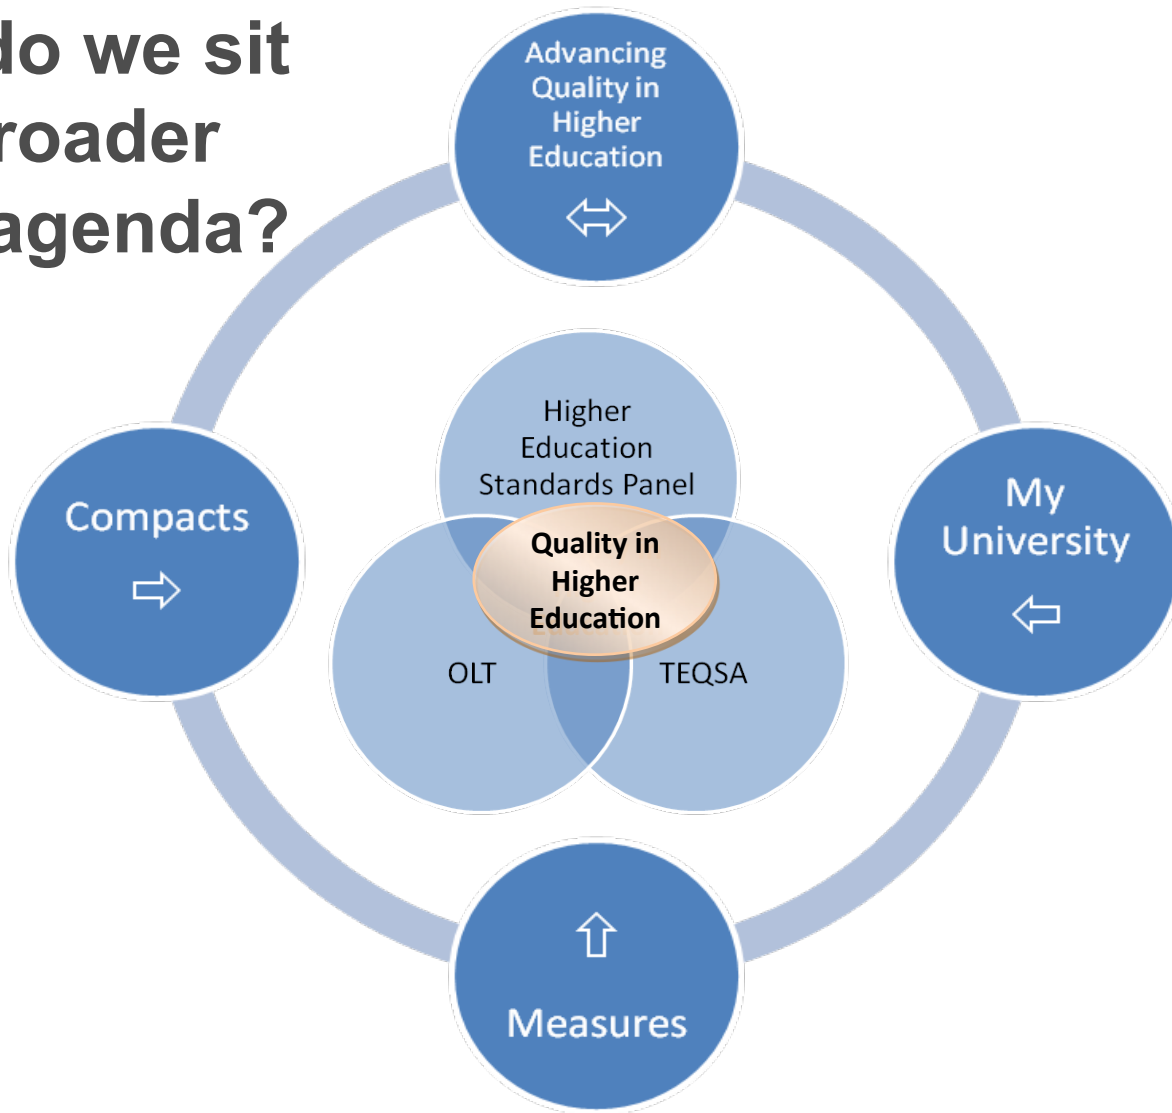 do we sit
roader
agenda?
Advancing
Quality in
Higher
Education
Higher
Education
Standards Panel
Compacts
My
University
Quality in
Higher
Education
OLT
TEQSA
Measures